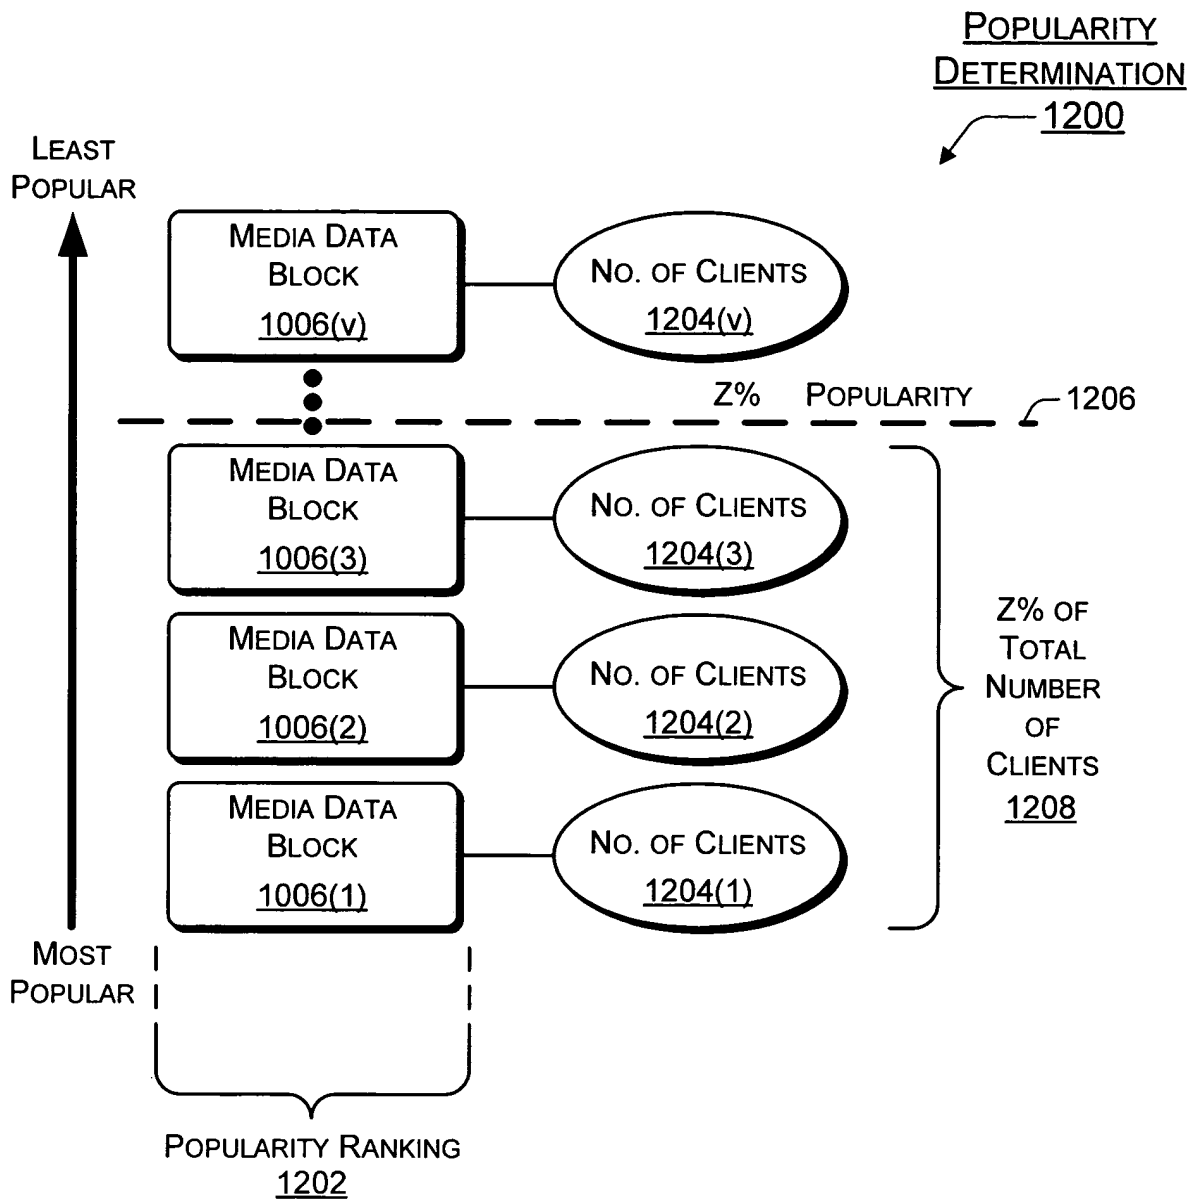 POPULARITY
DETERMINATION
1200
LEAST
POPULAR
MEDIA DATA
BLOCK
1006(v)
NO. OF CLIENTS
1204(v)
Z% POPULARITY
1206
MEDIA DATA
BLOCK
1006(3)
NO. OF CLIENTS
1204(3)
MEDIA DATA
BLOCK
1006(2)
NO. OF CLIENTS
1204(2)
MEDIA DATA
BLOCK
1006(1)
NO. OF CLIENTS
1204(1)
Z% OF
TOTAL
NUMBER
OF
CLIENTS
1208
MOST
POPULAR
POPULARITY RANKING
1202